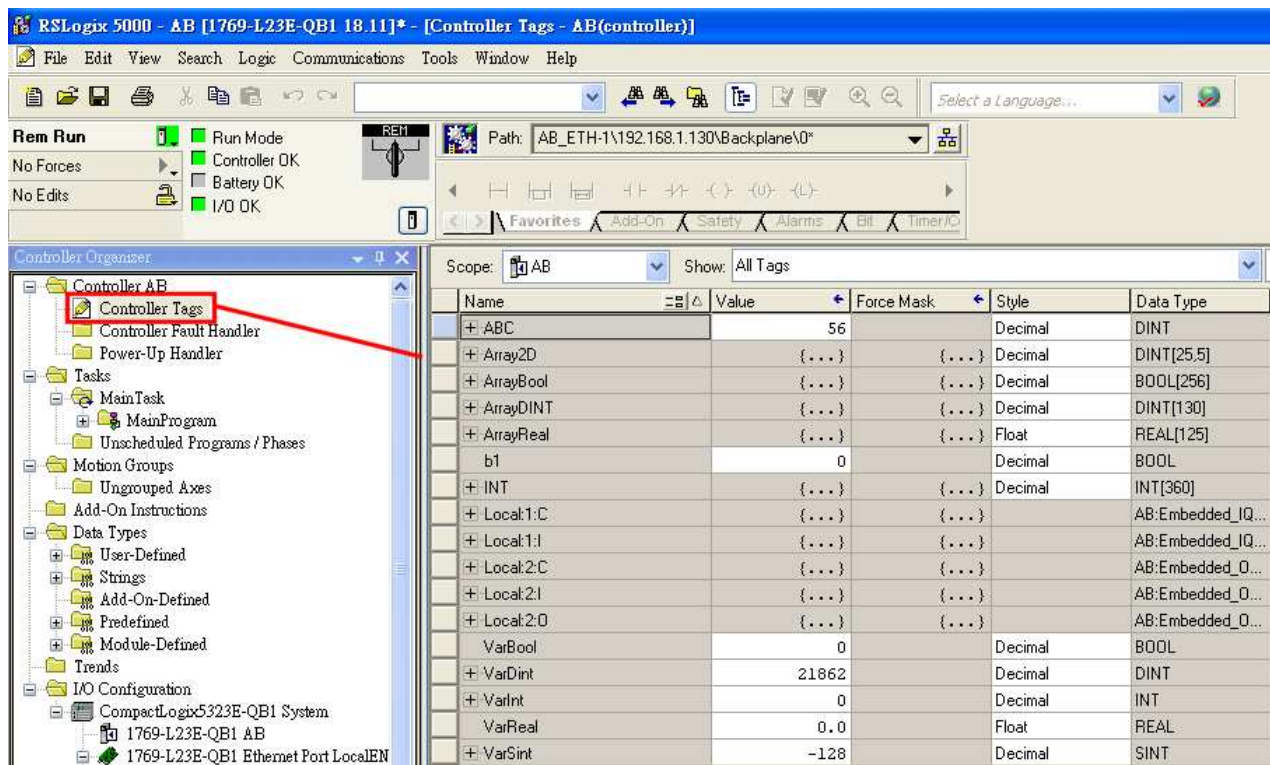 RSLogix 5000 - AB [1769-L23E-QB1 18.11]* - [Controller Tags - AB(controller)]
File Edit View Search Logic Communications Tools Window Help
Select a Language...
Rem Run
No Forces
No Edits
Run Mode
Controller OK
Battery OK
I/O OK
REM
Path: AB_ETH-1\192.168.1.130\Backplane\0*
Favorites Add-On Safety Alarms Bit Timer/C
Controller Organizer
Controller AB
Controller Tags
Controller Fault Handler
Power-Up Handler
Tasks
MainTask
MainProgram
Unscheduled Programs / Phases
Motion Groups
Ungrouped Axes
Add-On Instructions
Data Types
User-Defined
Strings
Add-On-Defined
Predefined
Module-Defined
Trends
I/O Configuration
CompactLogix5323E-QB1 System
1769-L23E-QB1 AB
1769-L23E-QB1 Ethernet Port LocalEN
Scope: AB Show: All Tags
Name Value Force Mask Style Data Type
ABC 56 Decimal DINT
Array2D {...} {...} Decimal DINT[25,5]
ArrayBool {...} {...} Decimal BOOL[256]
ArrayDINT {...} {...} Decimal DINT[130]
ArrayReal {...} {...} Float REAL[125]
b1 0 Decimal BOOL
INT {...} {...} Decimal INT[360]
Local:1:C {...} {...} AB:Embedded_IQ...
Local:1:I {...} {...} AB:Embedded_IQ...
Local:2:C {...} {...} AB:Embedded_O...
Local:2:I {...} {...} AB:Embedded_O...
Local:2:O {...} {...} AB:Embedded_O...
VarBool 0 Decimal BOOL
VarDint 21862 Decimal DINT
VarInt 0 Decimal INT
VarReal 0.0 Float REAL
VarSint -128 Decimal SINT